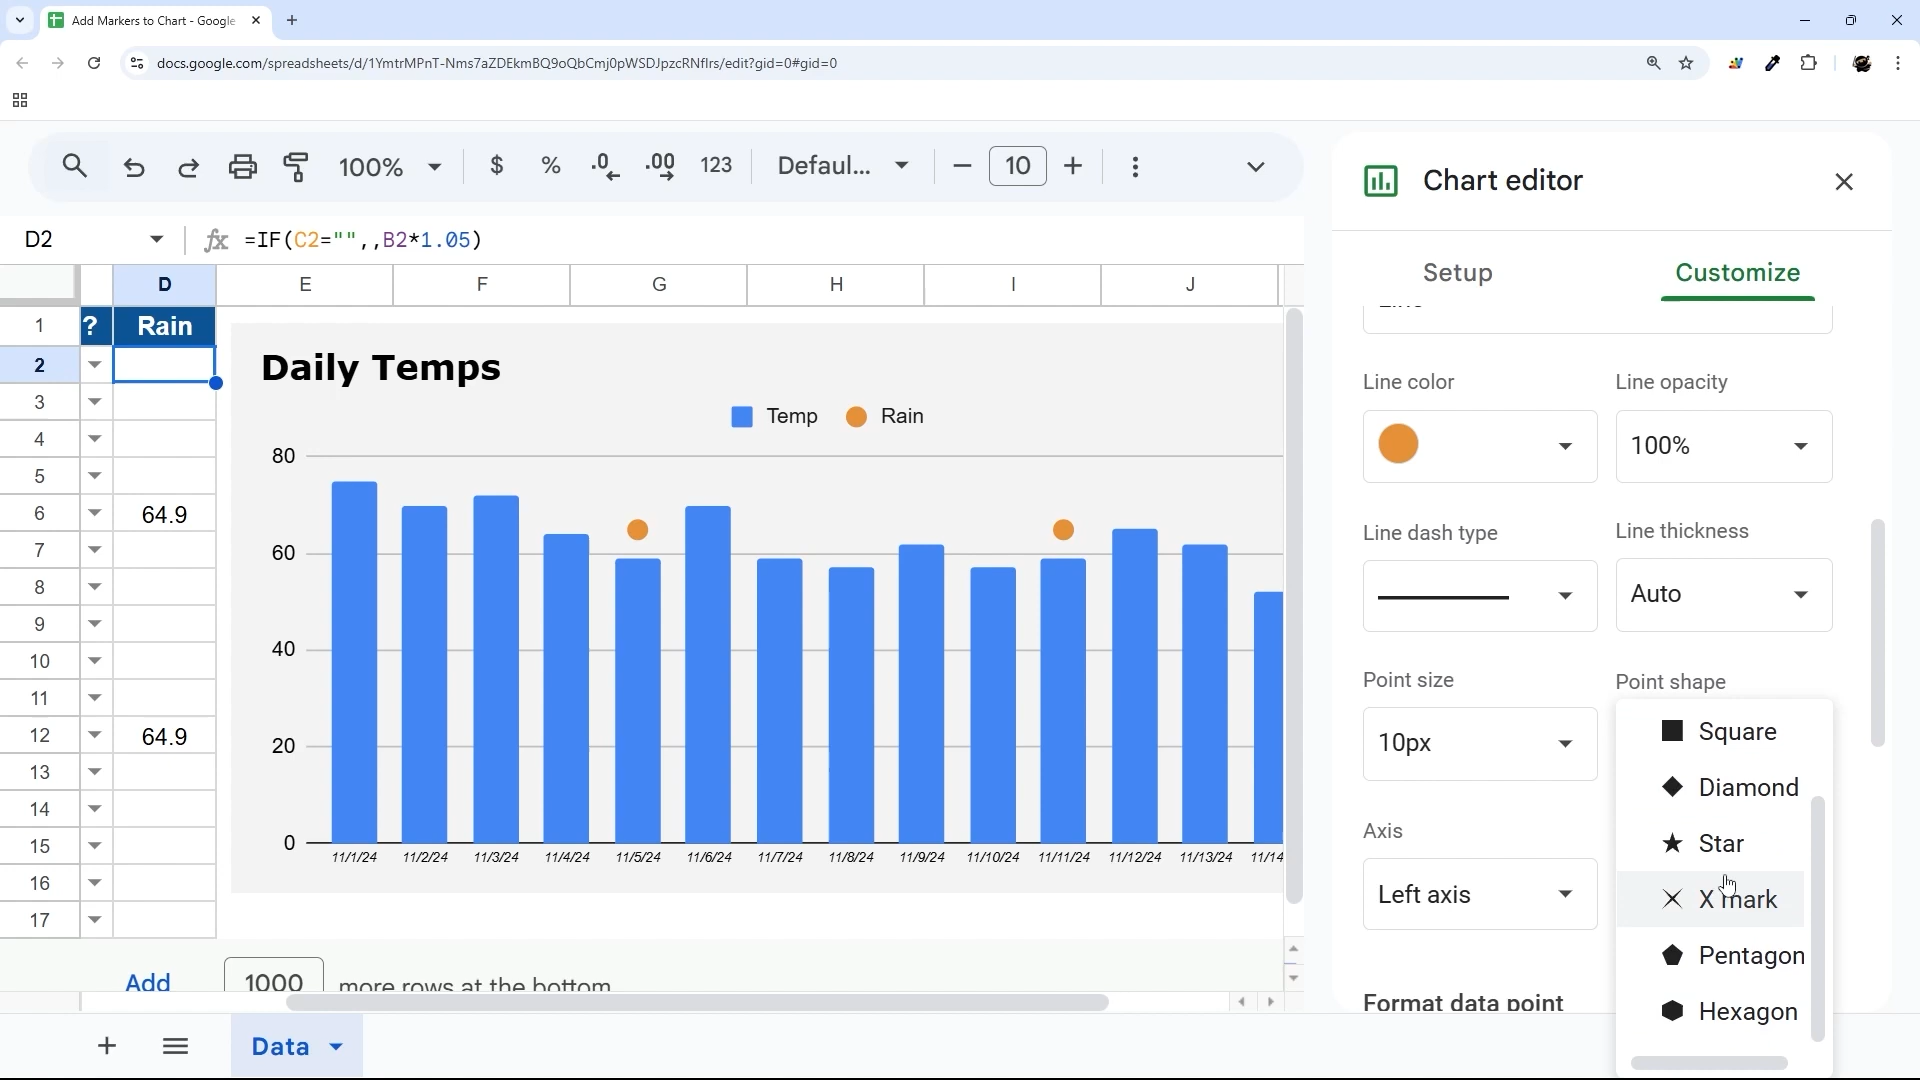 Add Markers to Chart - Google
docs.google.com/spreadsheets/d/1YmtrMPnT-Nms7aZDEkmBQ9oQbCmj0pWSDJpzcRNfIrs/edit?gid=0#gid=0
100% $ % .0 .00 123 Defaul... 10
Chart editor
D2 fx =IF(C2="",,B2*1.05)
Setup Customize
D E F G H I J
1 ? Rain
2
3
4
5
6 64.9
7
8
9
10
11
12 64.9
13
14
15
16
17
Daily Temps
Temp Rain
80
60
40
20
0
11/1/24 11/2/24 11/3/24 11/4/24 11/5/24 11/6/24 11/7/24 11/8/24 11/9/24 11/10/24 11/11/24 11/12/24 11/13/24 11/14
Add 1000 more rows at the bottom
Data
Line color Line opacity
100%
Line dash type Line thickness
Auto
Point size Point shape
10px
Square
Diamond
Axis
Star
Left axis
X mark
Pentagon
Format data point
Hexagon